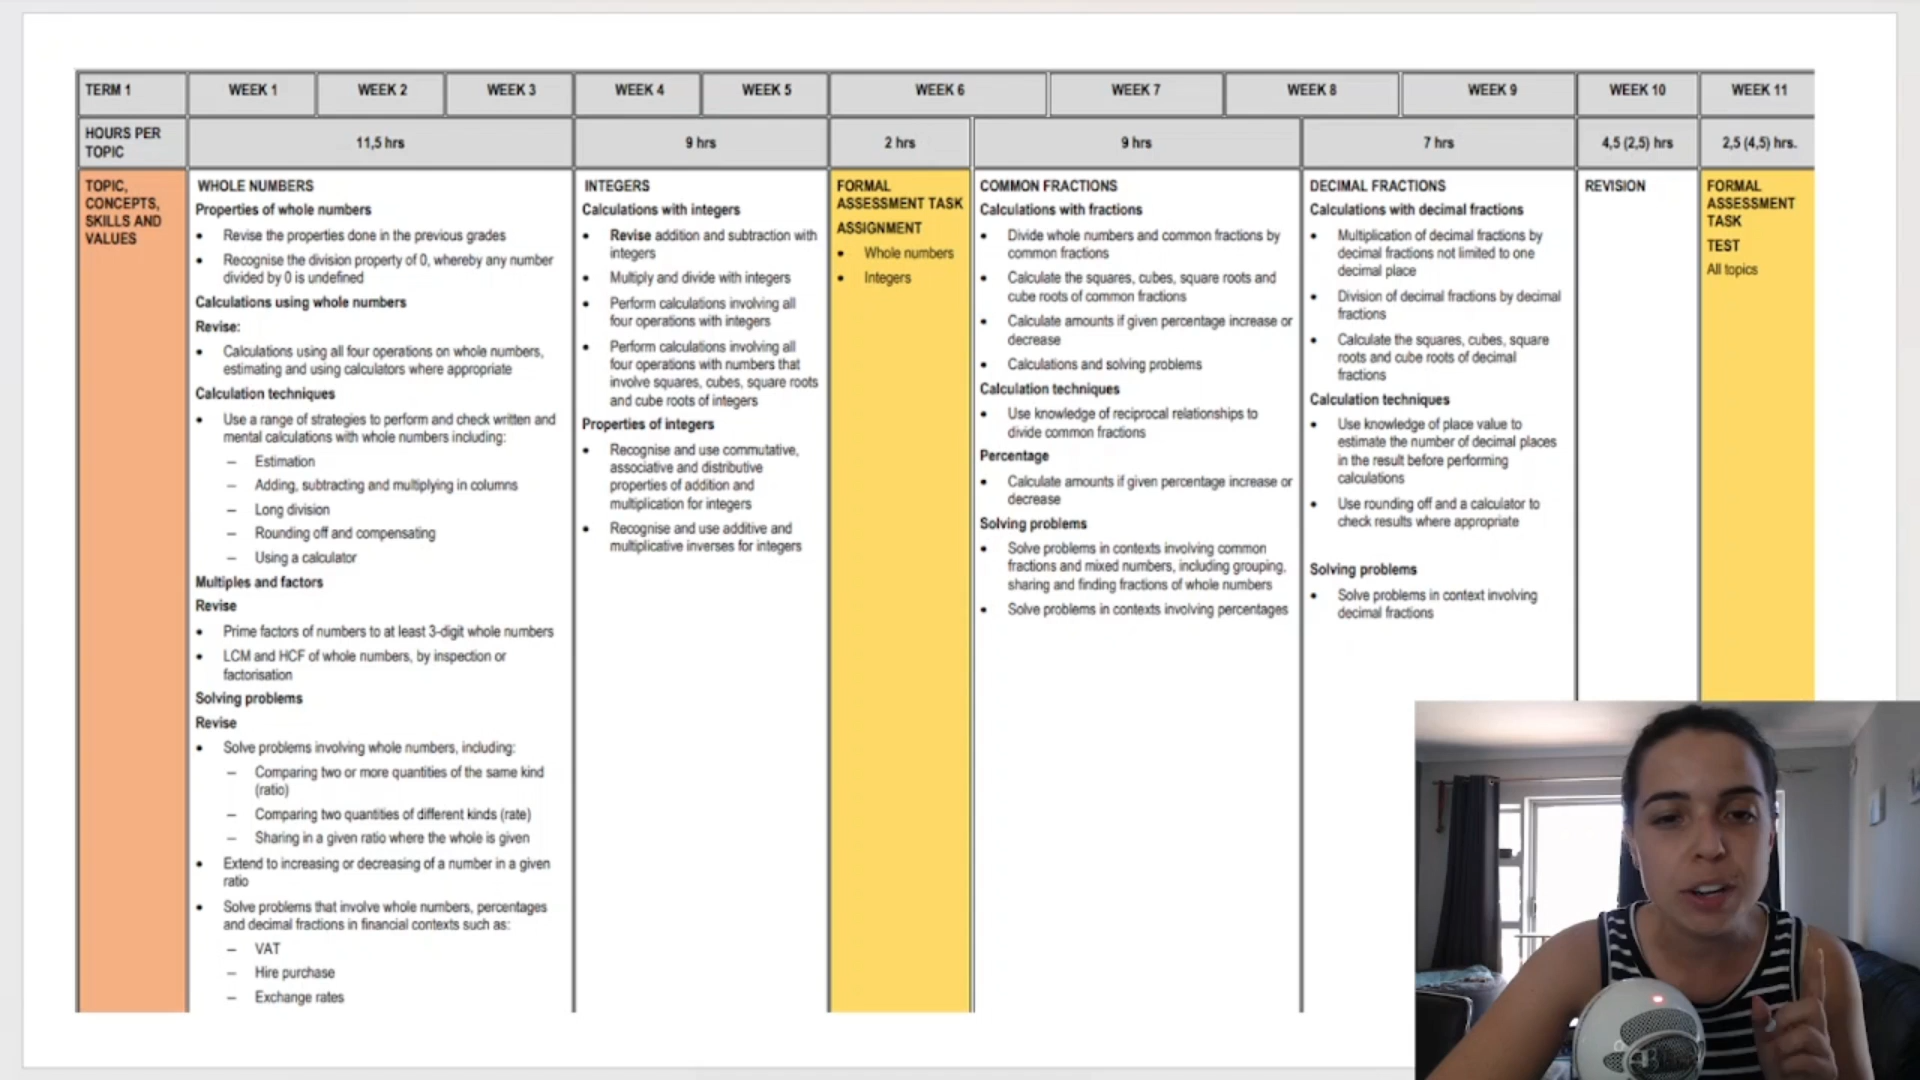 TERM 1
WEEK 1
WEEK 2
WEEK 3
WEEK 4
WEEK 5
WEEK 6
WEEK 7
WEEK 8
WEEK 9
WEEK 10
WEEK 11
HOURS PER
TOPIC
11,5 hrs
9 hrs
2 hrs
9 hrs
7 hrs
4,5 (2,5) hrs
2,5 (4,5) hrs.
TOPIC,
CONCEPTS,
SKILLS AND
VALUES
WHOLE NUMBERS
Properties of whole numbers
• Revise the properties done in the previous grades
• Recognise the division property of 0, whereby any number
divided by 0 is undefined
Calculations using whole numbers
Revise:
• Calculations using all four operations on whole numbers,
estimating and using calculators where appropriate
Calculation techniques
• Use a range of strategies to perform and check written and
mental calculations with whole numbers including:
– Estimation
– Adding, subtracting and multiplying in columns
– Long division
– Rounding off and compensating
– Using a calculator
Multiples and factors
Revise
• Prime factors of numbers to at least 3-digit whole numbers
• LCM and HCF of whole numbers, by inspection or
factorisation
Solving problems
Revise
• Solve problems involving whole numbers, including:
– Comparing two or more quantities of the same kind
(ratio)
– Comparing two quantities of different kinds (rate)
– Sharing in a given ratio where the whole is given
• Extend to increasing or decreasing of a number in a given
ratio
• Solve problems that involve whole numbers, percentages
and decimal fractions in financial contexts such as:
– VAT
– Hire purchase
– Exchange rates
INTEGERS
Calculations with integers
• Revise addition and subtraction with
integers
• Multiply and divide with integers
• Perform calculations involving all
four operations with integers
• Perform calculations involving all
four operations with numbers that
involve squares, cubes, square roots
and cube roots of integers
Properties of integers
• Recognise and use commutative,
associative and distributive
properties of addition and
multiplication for integers
• Recognise and use additive and
multiplicative inverses for integers
FORMAL
ASSESSMENT TASK
ASSIGNMENT
• Whole numbers
• Integers
COMMON FRACTIONS
Calculations with fractions
• Divide whole numbers and common fractions by
common fractions
• Calculate the squares, cubes, square roots and
cube roots of common fractions
• Calculate amounts if given percentage increase or
decrease
• Calculations and solving problems
Calculation techniques
• Use knowledge of reciprocal relationships to
divide common fractions
Percentage
• Calculate amounts if given percentage increase or
decrease
Solving problems
• Solve problems in contexts involving common
fractions and mixed numbers, including grouping,
sharing and finding fractions of whole numbers
• Solve problems in contexts involving percentages
DECIMAL FRACTIONS
Calculations with decimal fractions
• Multiplication of decimal fractions by
decimal fractions not limited to one
decimal place
• Division of decimal fractions by decimal
fractions
• Calculate the squares, cubes, square
roots and cube roots of decimal
fractions
Calculation techniques
• Use knowledge of place value to
estimate the number of decimal places
in the result before performing
calculations
• Use rounding off and a calculator to
check results where appropriate
Solving problems
• Solve problems in context involving
decimal fractions
REVISION
FORMAL
ASSESSMENT
TASK
TEST
All topics